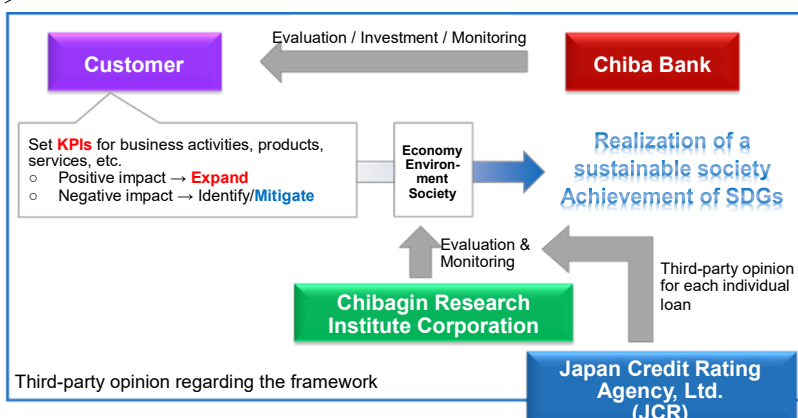 Evaluation / Investment / Monitoring
Customer
Chiba Bank
Set KPIs for business activities, products,
services, etc.
○ Positive impact → Expand
○ Negative impact → Identify/Mitigate
Economy
Environ-
ment
Society
Realization of a
sustainable society
Achievement of SDGs
Evaluation &
Monitoring
Third-party opinion
for each individual
loan
Chibagin Research
Institute Corporation
Third-party opinion regarding the framework
Japan Credit Rating
Agency, Ltd.
(JCR)